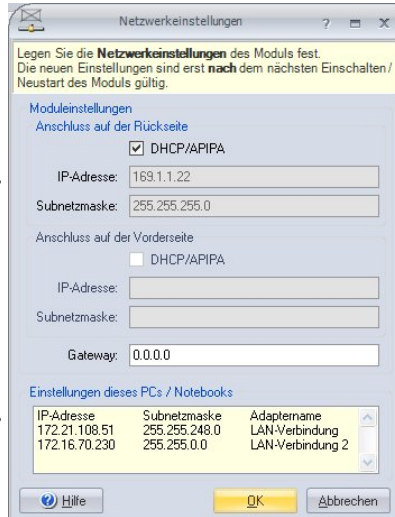 Netzwerkeinstellungen
Legen Sie die Netzwerkeinstellungen des Moduls fest.
Die neuen Einstellungen sind erst nach dem nächsten Einschalten /
Neustart des Moduls gültig.
Moduleinstellungen
Anschluss auf der Rückseite
DHCP/APIPA
IP-Adresse: 169.1.1.22
Subnetzmaske: 255.255.255.0
Anschluss auf der Vorderseite
DHCP/APIPA
IP-Adresse:
Subnetzmaske:
Gateway: 0.0.0.0
Einstellungen dieses PCs / Notebooks
IP-Adresse Subnetzmaske Adaptername
172.21.108.51 255.255.248.0 LAN-Verbindung
172.16.70.230 255.255.0.0 LAN-Verbindung 2
Hilfe OK Abbrechen